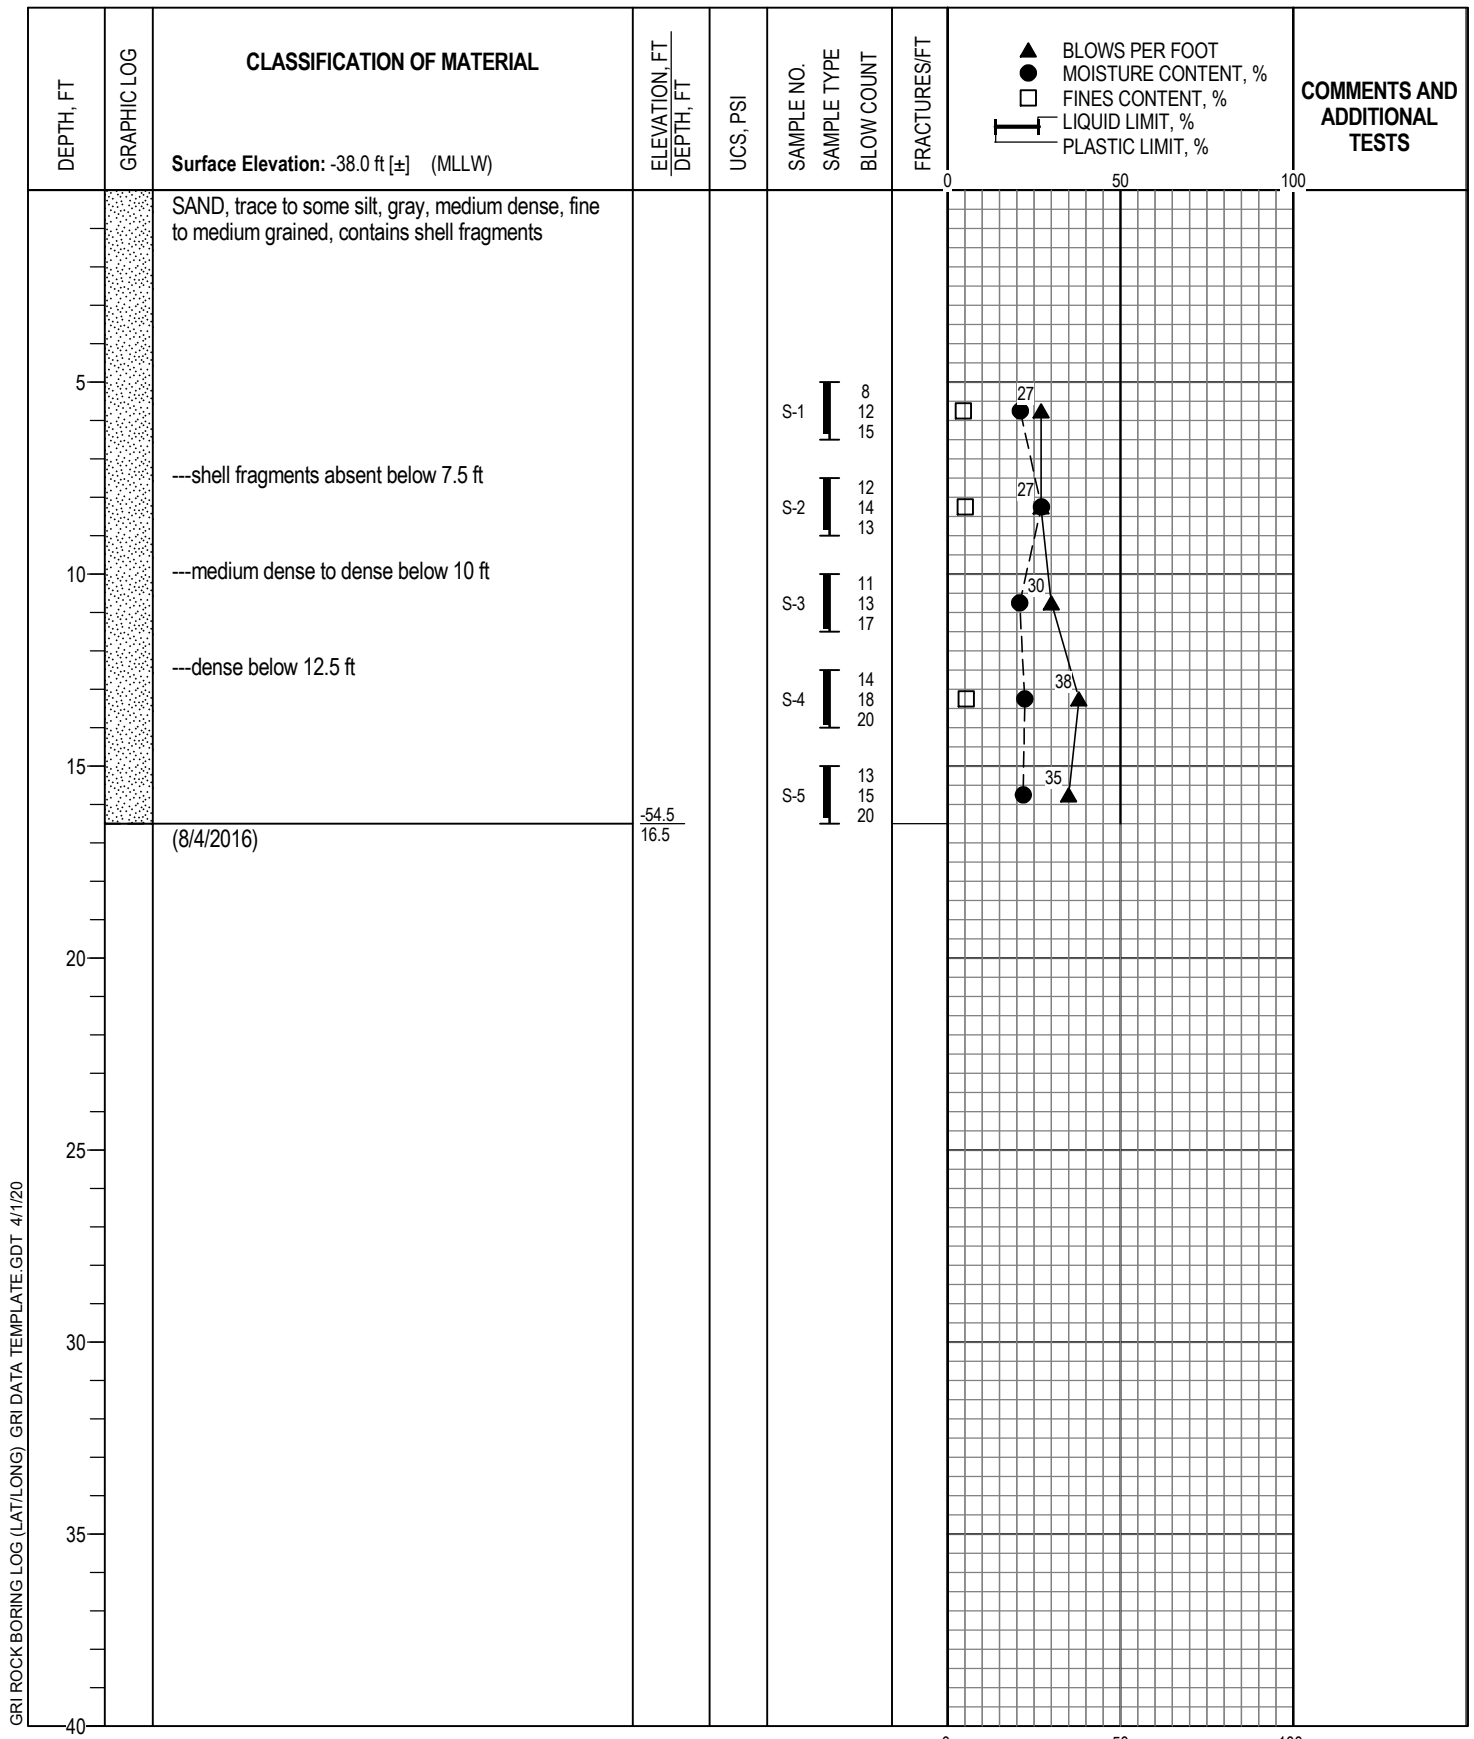 DEPTH, FT
GRAPHIC LOG
CLASSIFICATION OF MATERIAL
Surface Elevation: -38.0 ft [±] (MLLW)
ELEVATION, FT
DEPTH, FT
UCS, PSI
SAMPLE NO.
SAMPLE TYPE
BLOW COUNT
FRACTURES/FT
▲ BLOWS PER FOOT
● MOISTURE CONTENT, %
□ FINES CONTENT, %
LIQUID LIMIT, %
PLASTIC LIMIT, %
COMMENTS AND
ADDITIONAL
TESTS
0 50 100
SAND, trace to some silt, gray, medium dense, fine
to medium grained, contains shell fragments
5
S-1
8
12
15
27
---shell fragments absent below 7.5 ft
S-2
12
14
13
27
10
---medium dense to dense below 10 ft
S-3
11
13
17
30
---dense below 12.5 ft
S-4
14
18
20
38
15
S-5
13
15
20
35
-54.5
16.5
(8/4/2016)
20
25
30
35
40
GRI ROCK BORING LOG (LAT/LONG) GRI DATA TEMPLATE.GDT 4/1/20